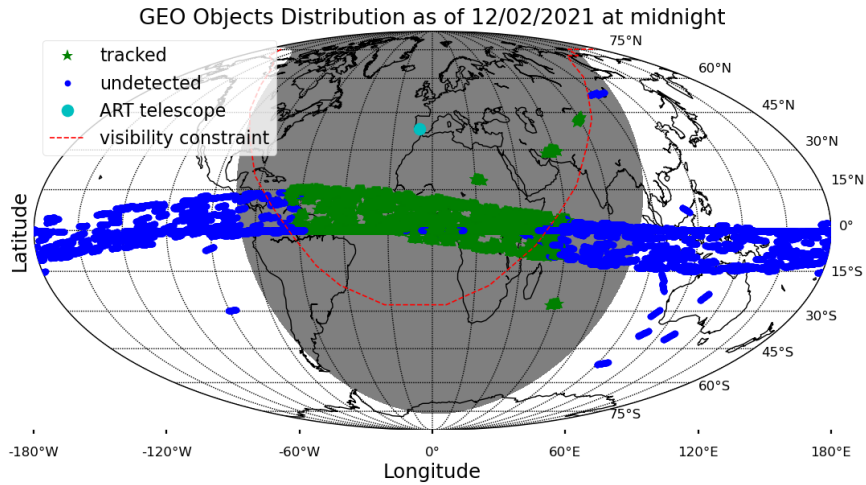 GEO Objects Distribution as of 12/02/2021 at midnight
tracked
undetected
ART telescope
visibility constraint
75°N
60°N
45°N
30°N
15°N
0°
15°S
30°S
45°S
60°S
75°S
Latitude
-180°W
-120°W
-60°W
0°
60°E
120°E
180°E
Longitude